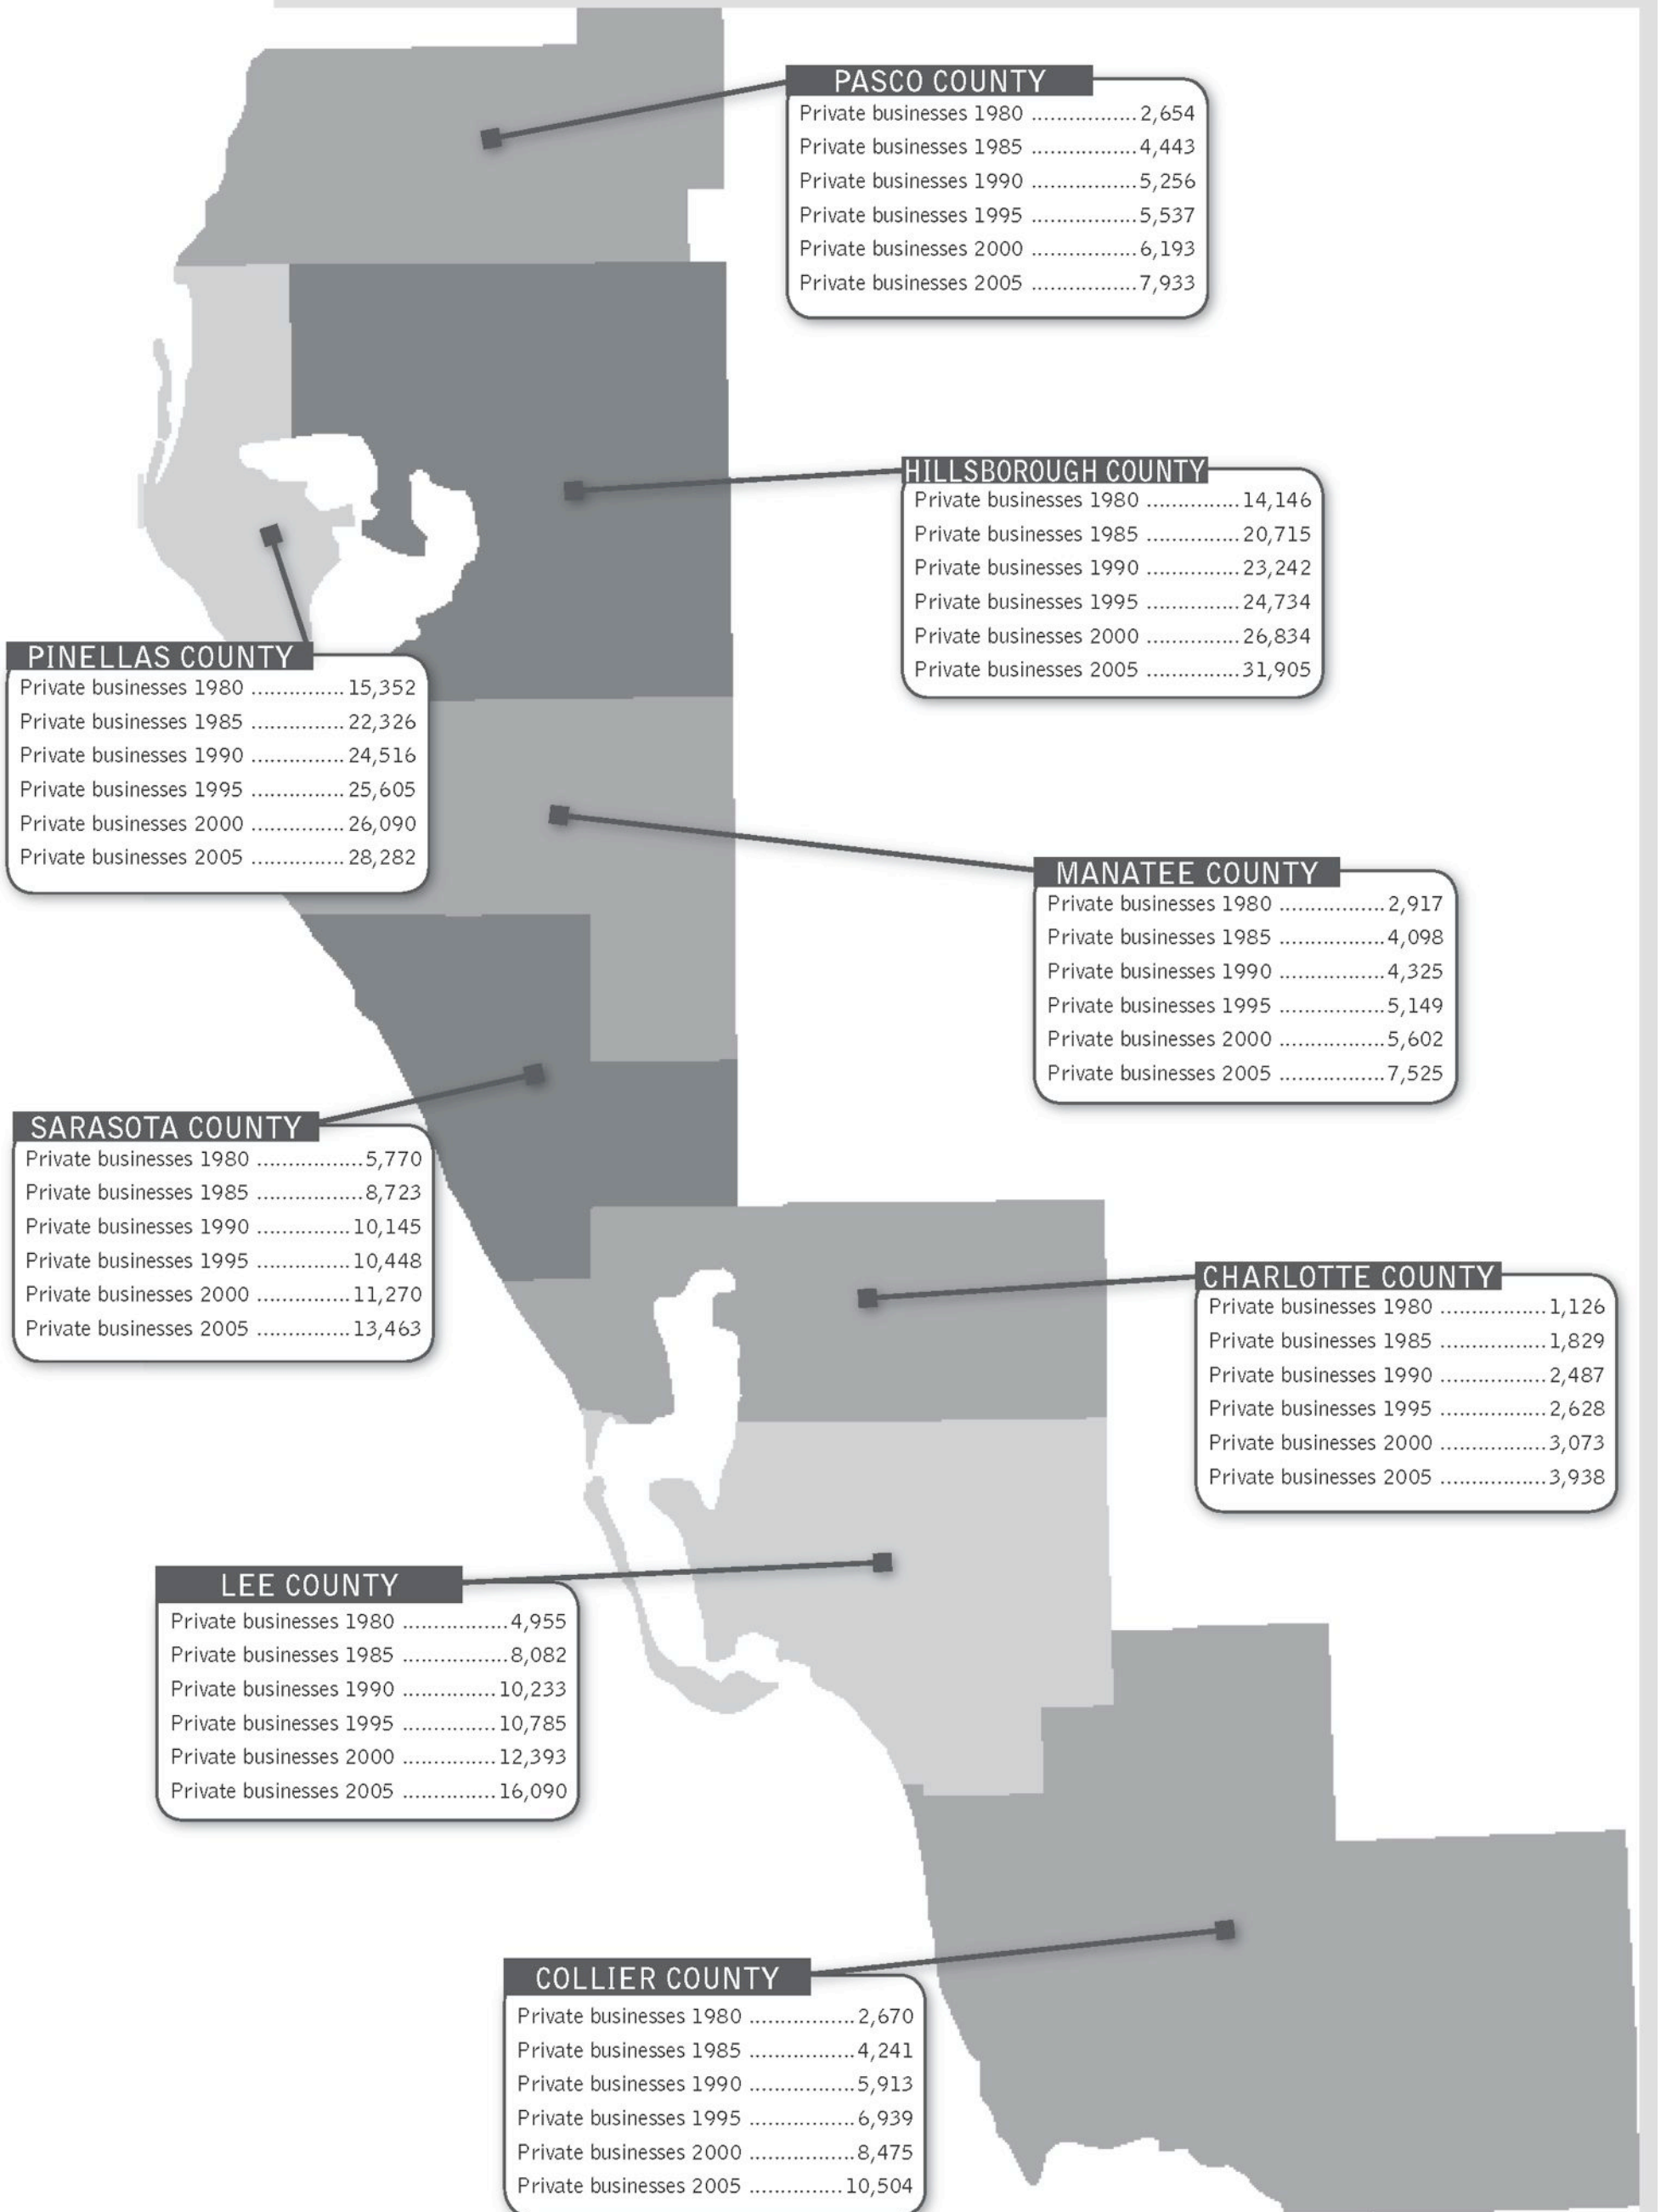 PASCO COUNTY
Private businesses 1980 .................2,654
Private businesses 1985 .................4,443
Private businesses 1990 .................5,256
Private businesses 1995 .................5,537
Private businesses 2000 .................6,193
Private businesses 2005 .................7,933
HILLSBOROUGH COUNTY
Private businesses 1980 ...............14,146
Private businesses 1985 ...............20,715
Private businesses 1990 ...............23,242
Private businesses 1995 ...............24,734
Private businesses 2000 ...............26,834
Private businesses 2005 ...............31,905
PINELLAS COUNTY
Private businesses 1980 ...............15,352
Private businesses 1985 ...............22,326
Private businesses 1990 ...............24,516
Private businesses 1995 ...............25,605
Private businesses 2000 ...............26,090
Private businesses 2005 ...............28,282
MANATEE COUNTY
Private businesses 1980 .................2,917
Private businesses 1985 .................4,098
Private businesses 1990 .................4,325
Private businesses 1995 .................5,149
Private businesses 2000 .................5,602
Private businesses 2005 .................7,525
SARASOTA COUNTY
Private businesses 1980 .................5,770
Private businesses 1985 .................8,723
Private businesses 1990 ...............10,145
Private businesses 1995 ...............10,448
Private businesses 2000 ...............11,270
Private businesses 2005 ...............13,463
CHARLOTTE COUNTY
Private businesses 1980 .................1,126
Private businesses 1985 .................1,829
Private businesses 1990 .................2,487
Private businesses 1995 .................2,628
Private businesses 2000 .................3,073
Private businesses 2005 .................3,938
LEE COUNTY
Private businesses 1980 .................4,955
Private businesses 1985 .................8,082
Private businesses 1990 ...............10,233
Private businesses 1995 ...............10,785
Private businesses 2000 ...............12,393
Private businesses 2005 ...............16,090
COLLIER COUNTY
Private businesses 1980 .................2,670
Private businesses 1985 .................4,241
Private businesses 1990 .................5,913
Private businesses 1995 .................6,939
Private businesses 2000 .................8,475
Private businesses 2005 ...............10,504